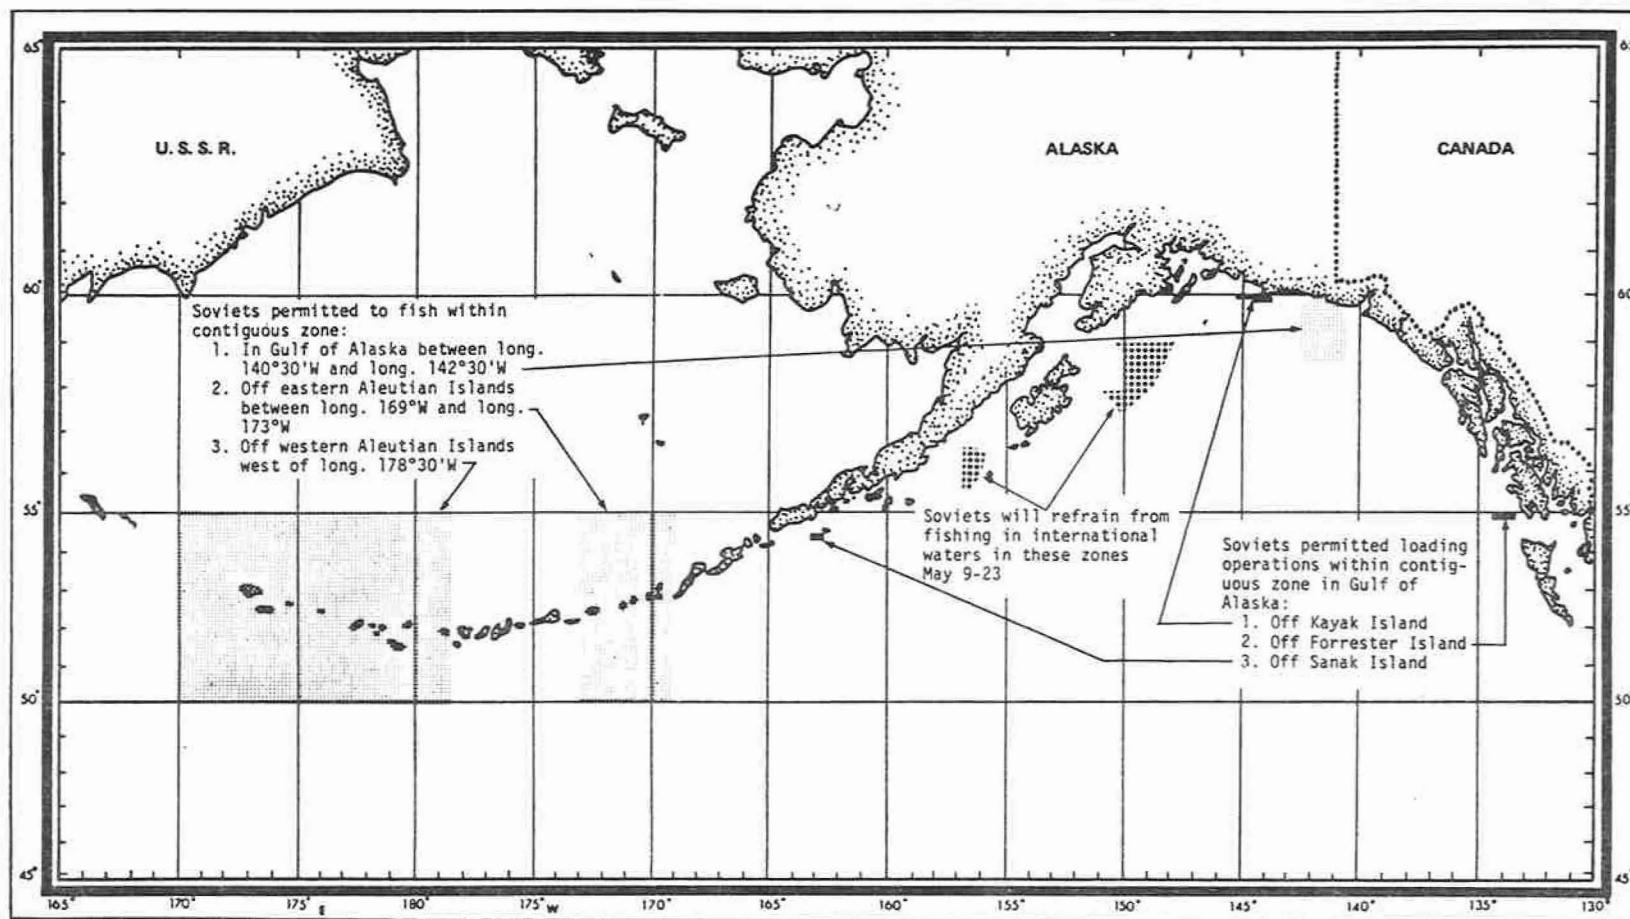 65°
65
U.S.S.R.
ALASKA
CANADA
60°
60
Soviets permitted to fish within
contiguous zone:
1. In Gulf of Alaska between long.
140°30'W and long. 142°30'W
2. Off eastern Aleutian Islands
between long. 169°W and long.
173°W
3. Off western Aleutian Islands
west of long. 178°30'W
55°
55
Soviets will refrain from
fishing in international
waters in these zones
May 9-23
Soviets permitted loading
operations within contig-
uous zone in Gulf of
Alaska:
1. Off Kayak Island
2. Off Forrester Island
3. Off Sanak Island
50°
50
45°
45
165° 170° 175° E 180° 175° W 170° 165° 160° 155° 150° 145° 140° 135° 130°